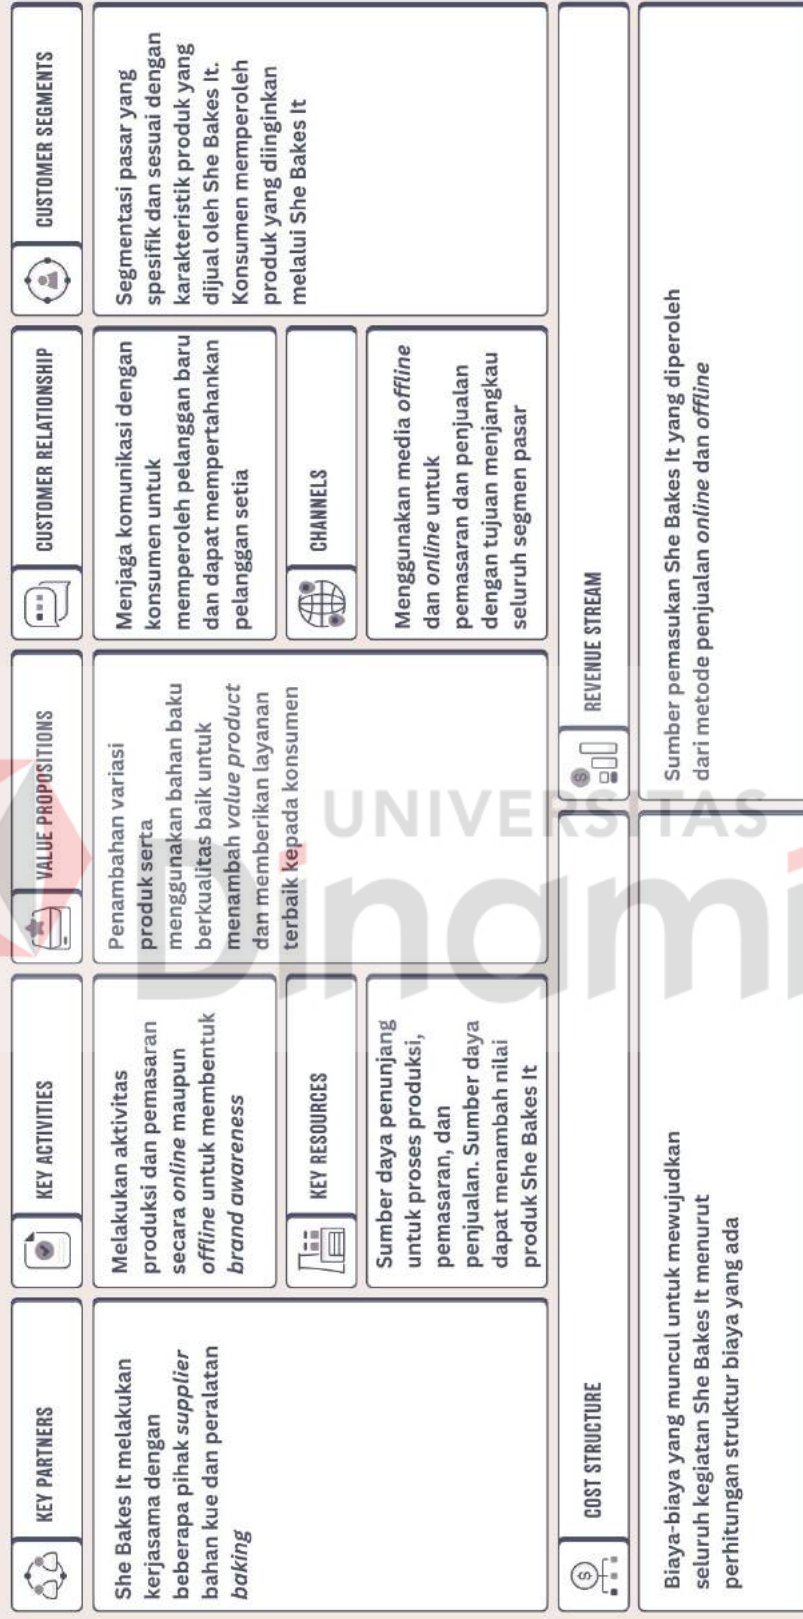 KEY PARTNERS
She Bakes It melakukan
kerjasama dengan
beberapa pihak supplier
bahan kue dan peralatan
baking
KEY ACTIVITIES
Melakukan aktivitas
produksi dan pemasaran
secara online maupun
offline untuk membentuk
brand awareness
KEY RESOURCES
Sumber daya penunjang
untuk proses produksi,
pemasaran, dan
penjualan. Sumber daya
dapat menambah nilai
produk She Bakes It
VALUE PROPOSITIONS
Penambahan variasi
produk serta
menggunakan bahan baku
berkualitas baik untuk
menambah value product
dan memberikan layanan
terbaik kepada konsumen
CUSTOMER RELATIONSHIP
Menjaga komunikasi dengan
konsumen untuk
memperoleh pelanggan baru
dan dapat mempertahankan
pelanggan setia
CHANNELS
Menggunakan media offline
dan online untuk
pemasaran dan penjualan
dengan tujuan menjangkau
seluruh segmen pasar
CUSTOMER SEGMENTS
Segmentasi pasar yang
spesifik dan sesuai dengan
karakteristik produk yang
dijual oleh She Bakes It.
Konsumen memperoleh
produk yang diinginkan
melalui She Bakes It
COST STRUCTURE
Biaya-biaya yang muncul untuk mewujudkan
seluruh kegiatan She Bakes It menurut
perhitungan struktur biaya yang ada
REVENUE STREAM
Sumber pemasukan She Bakes It yang diperoleh
dari metode penjualan online dan offline
UNIVERSITAS
Dinami